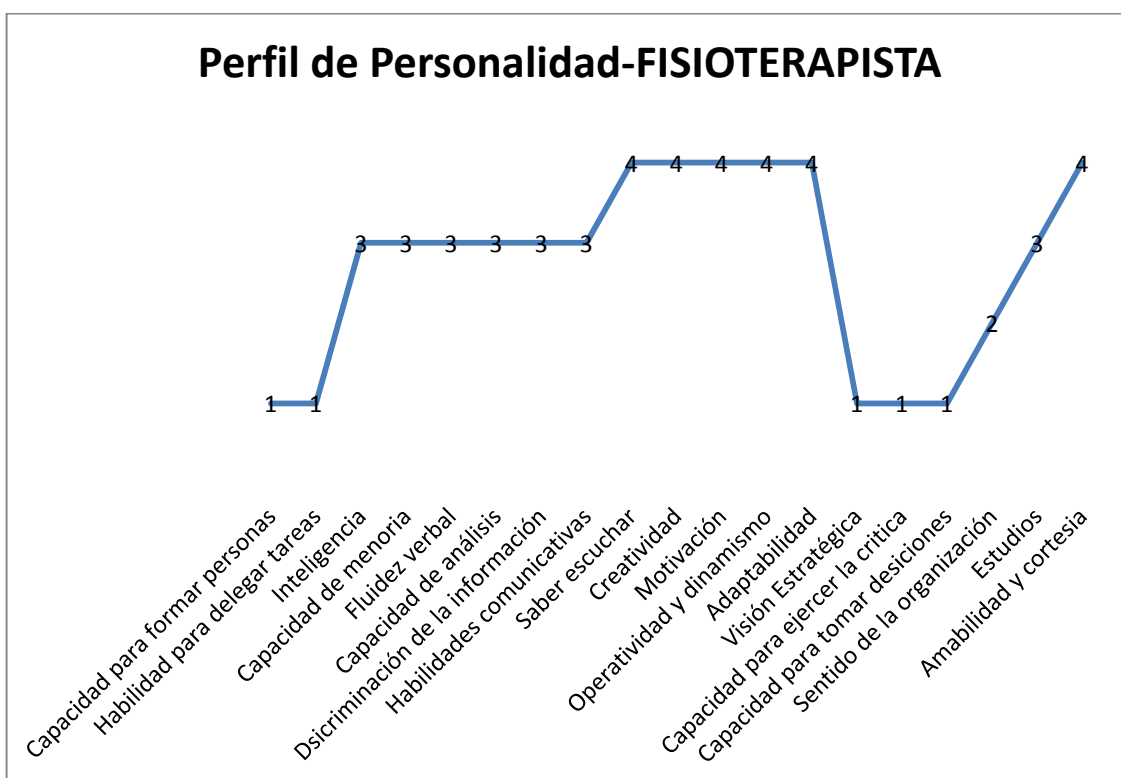 Perfil de Personalidad-FISIOTERAPISTA
1 1 3 3 3 3 3 3 4 4 4 4 4 1 1 1 2 3 4
Capacidad para formar personas
Habilidad para delegar tareas
Inteligencia
Capacidad de memoria
Fluidez verbal
Capacidad de análisis
Dsicriminación de la información
Habilidades comunicativas
Saber escuchar
Creatividad
Motivación
Operatividad y dinamismo
Adaptabilidad
Visión Estratégica
Capacidad para ejercer la critica
Capacidad para tomar desiciones
Sentido de la organización
Estudios
Amabilidad y cortesia